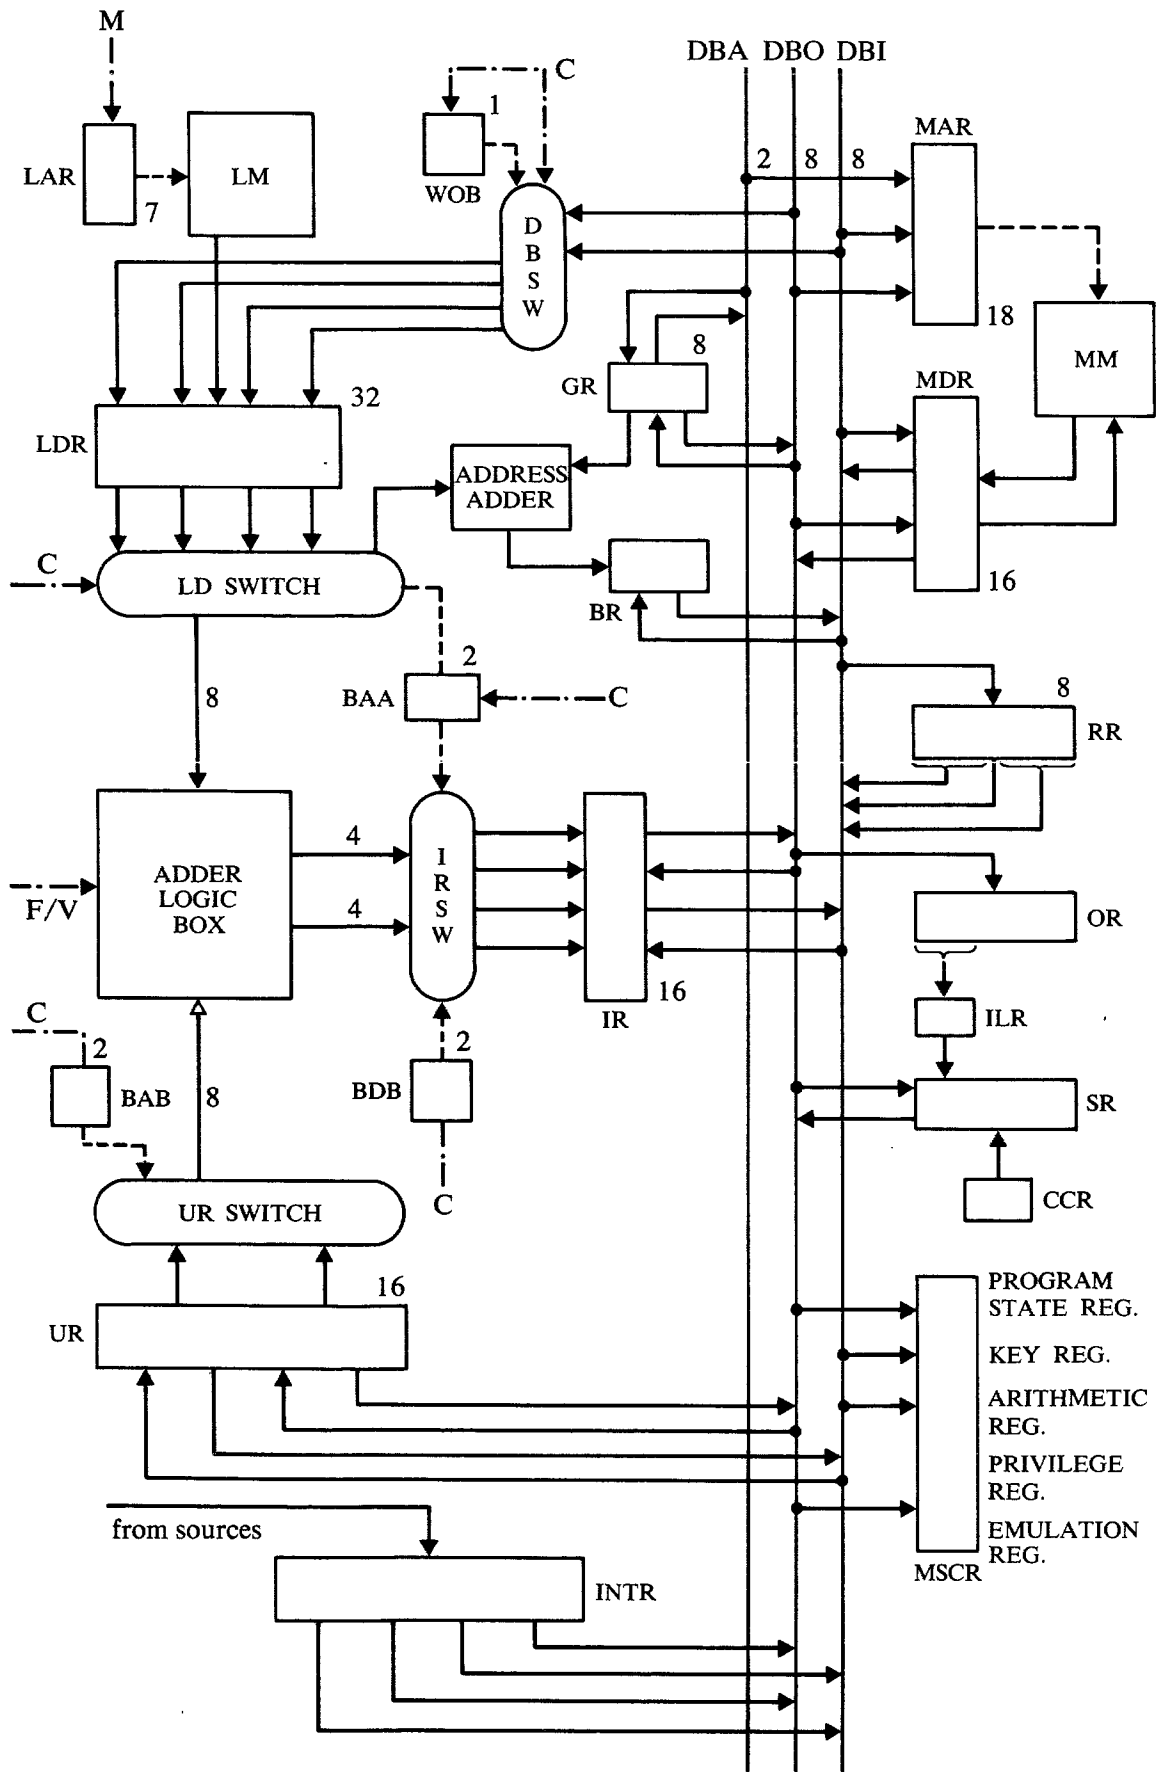 M
DBA DBO DBI
C
1
MAR
LAR
LM
7
WOB
2
8
8
D
B
S
W
18
MM
8
GR
MDR
32
LDR
ADDRESS
ADDER
C
LD SWITCH
BR
16
8
2
BAA
C
8
RR
ADDER
LOGIC
BOX
F/V
4
4
I
R
S
W
IR
16
OR
ILR
C
2
BAB
8
2
BDB
C
SR
CCR
UR SWITCH
16
UR
PROGRAM
STATE REG.
KEY REG.
ARITHMETIC
REG.
PRIVILEGE
REG.
EMULATION
REG.
MSCR
from sources
INTR